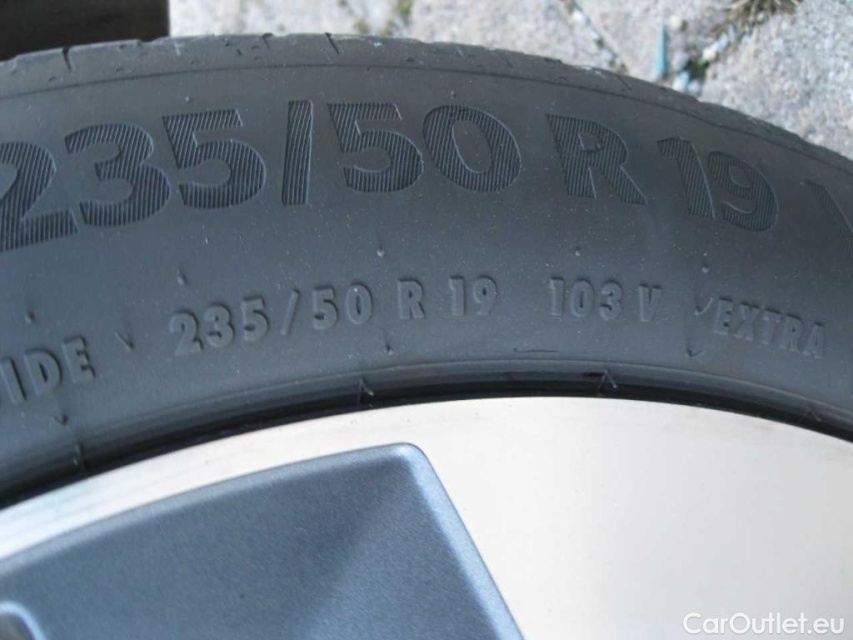 235/50 R 19
IDE 235/50 R 19 103 V EXTRA
CarOutlet.eu